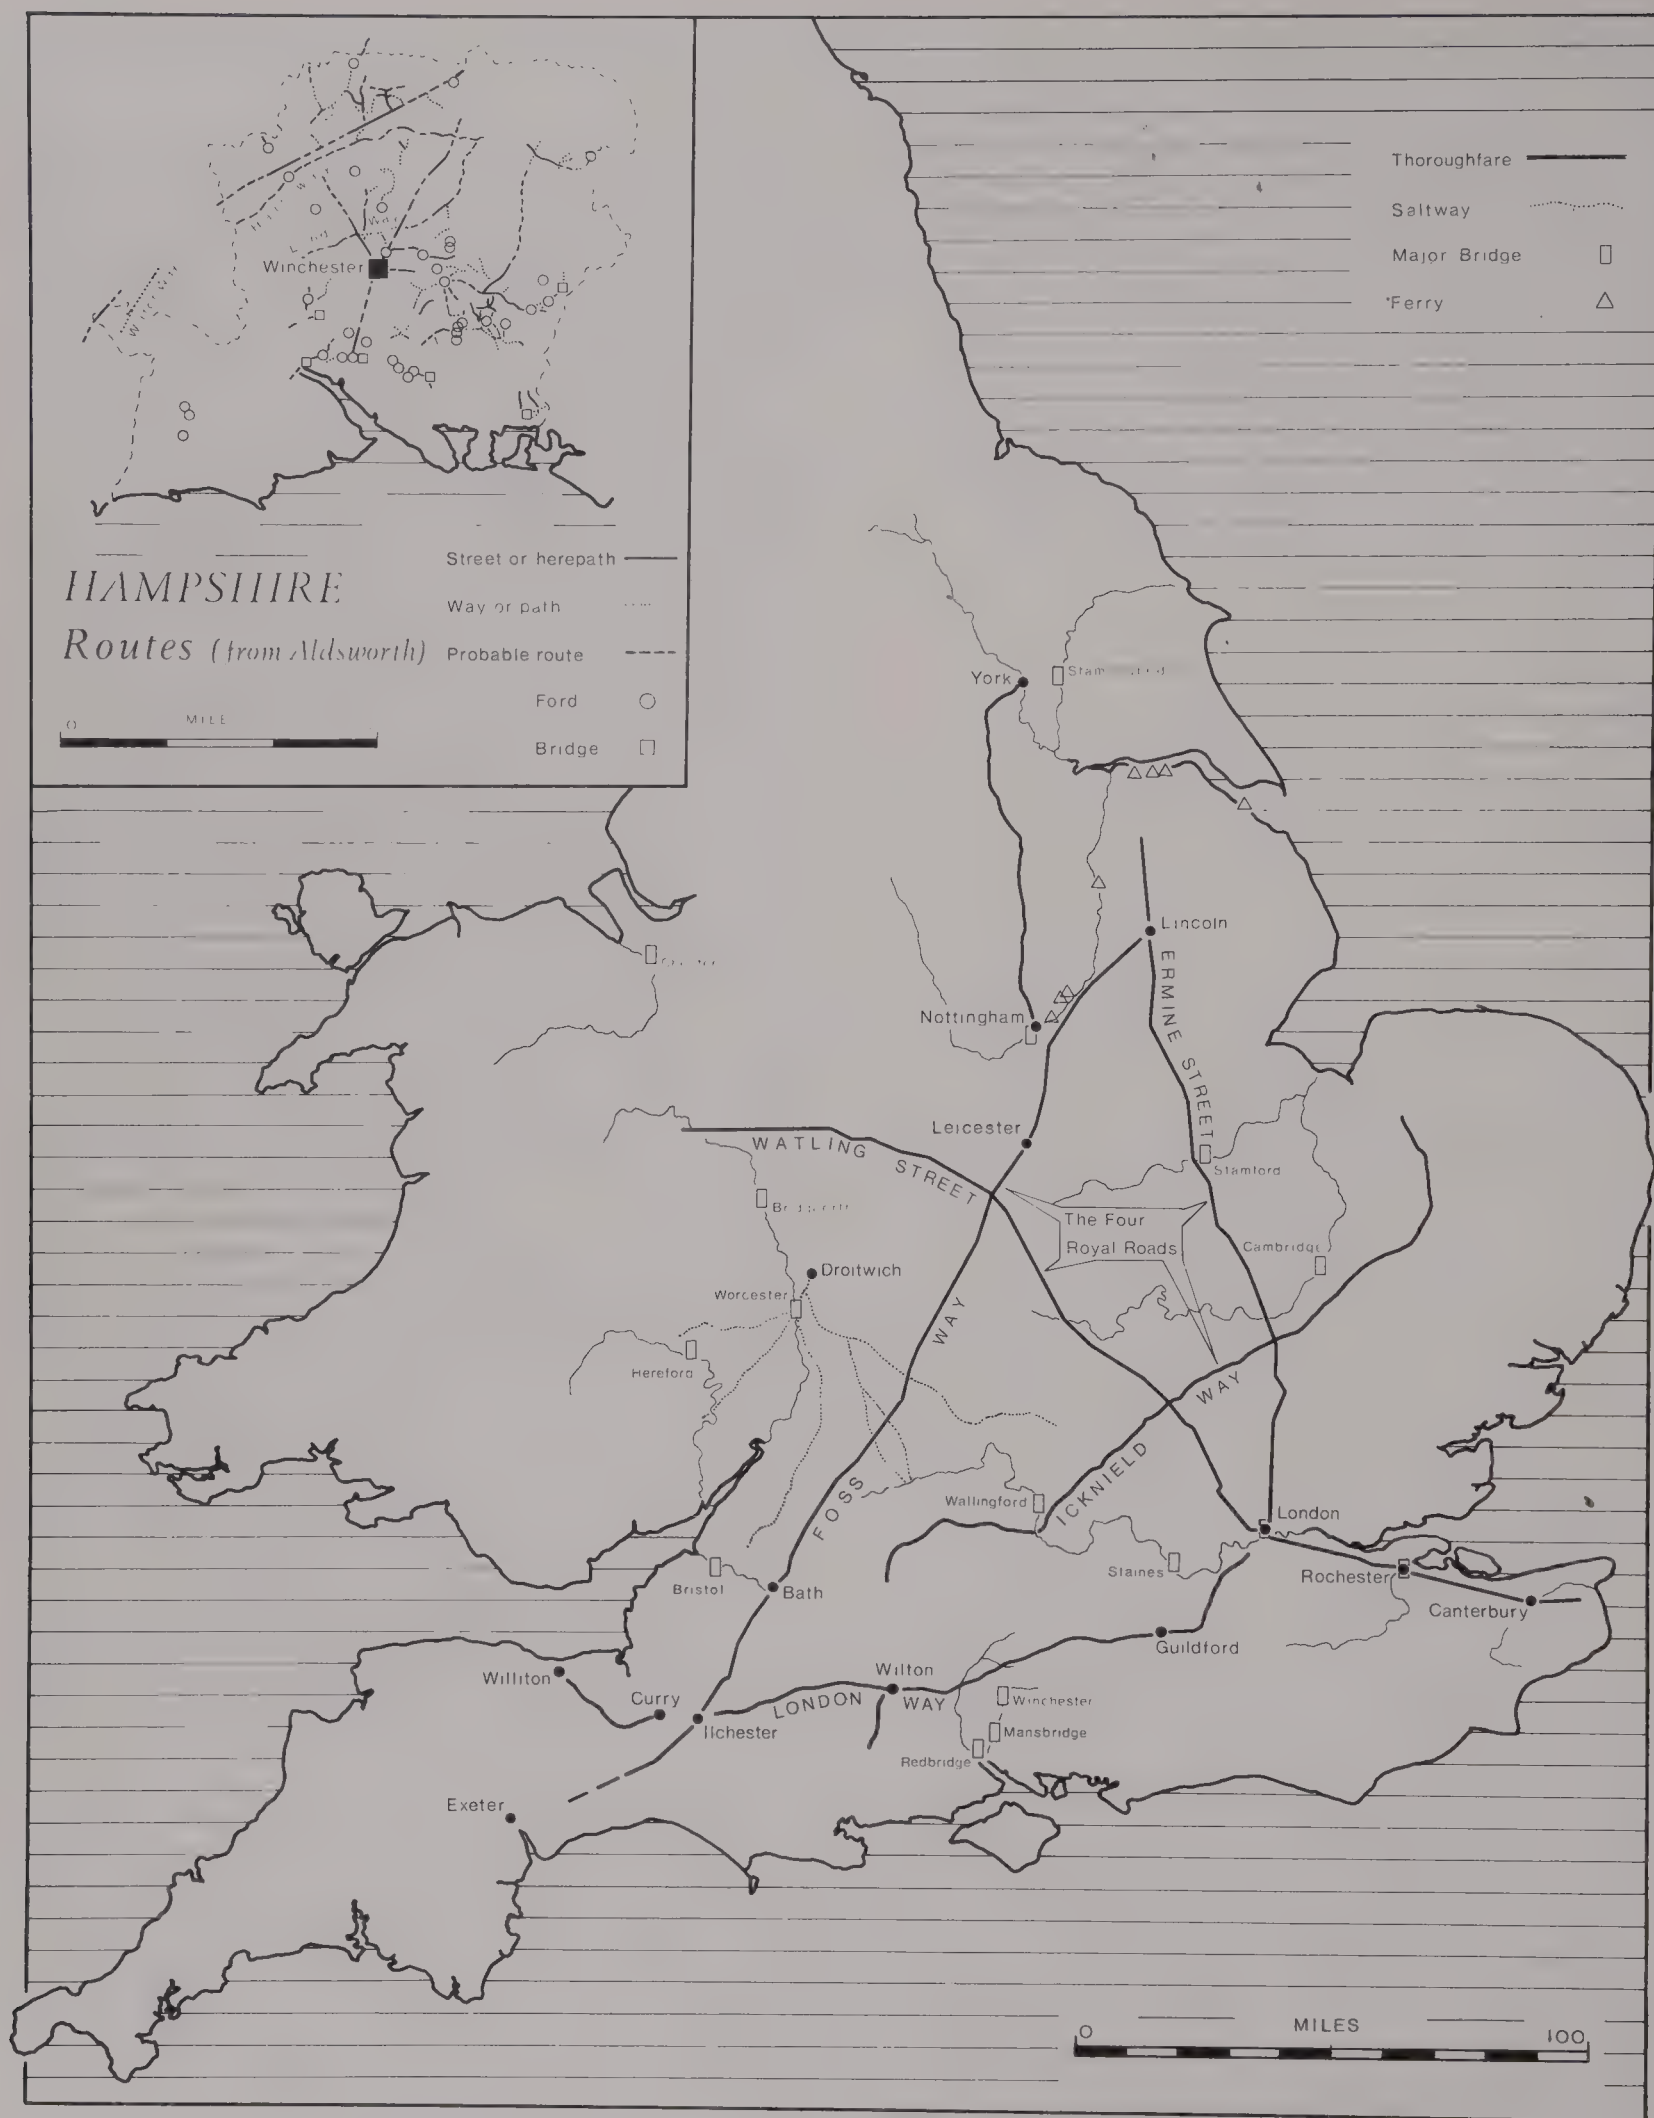 Winchester
HAMPSHIRE
Routes (from Aldsworth)
Street or herepath
Way or path
Probable route
Ford
Bridge
0 MILE
Thoroughfare
Saltway
Major Bridge
Ferry
York
Lincoln
ERMINE STREET
Nottingham
Leicester
WATLING STREET
Stamford
The Four
Royal Roads
Cambridge
Droitwich
Worcester
Hereford
WAY
WAY
ICKNIELD
FOSS
Wallingford
London
Staines
Rochester
Bristol
Bath
Canterbury
Guildford
Williton
Wilton
Curry
LONDON WAY
Winchester
Ilchester
Mansbridge
Redbridge
Exeter
0 MILES 100